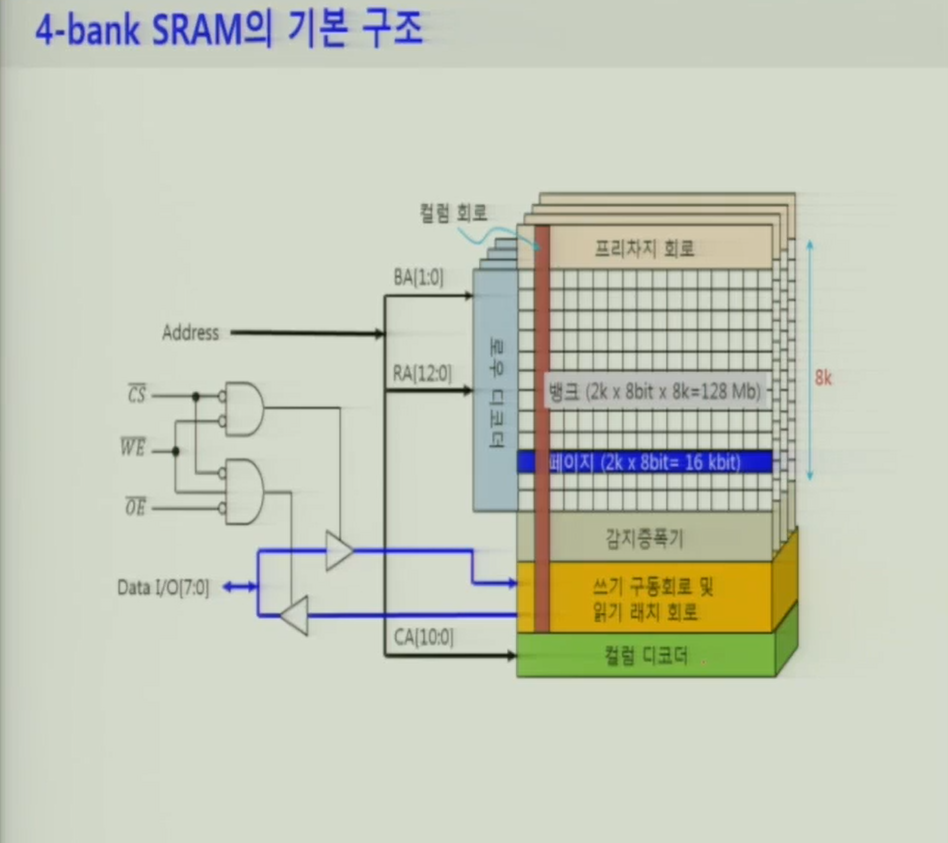 4-bank SRAM의 기본 구조
컬럼 회로
프리차지 회로
BA[1:0]
Address
로우 디코더
RA[12:0]
8k
뱅크 (2k x 8bit x 8k=128 Mb)
CS
WE
페이지 (2k x 8bit= 16 kbit)
OE
감지증폭기
Data I/O[7:0]
쓰기 구동회로 및
읽기 래치 회로
CA[10:0]
컬럼 디코더